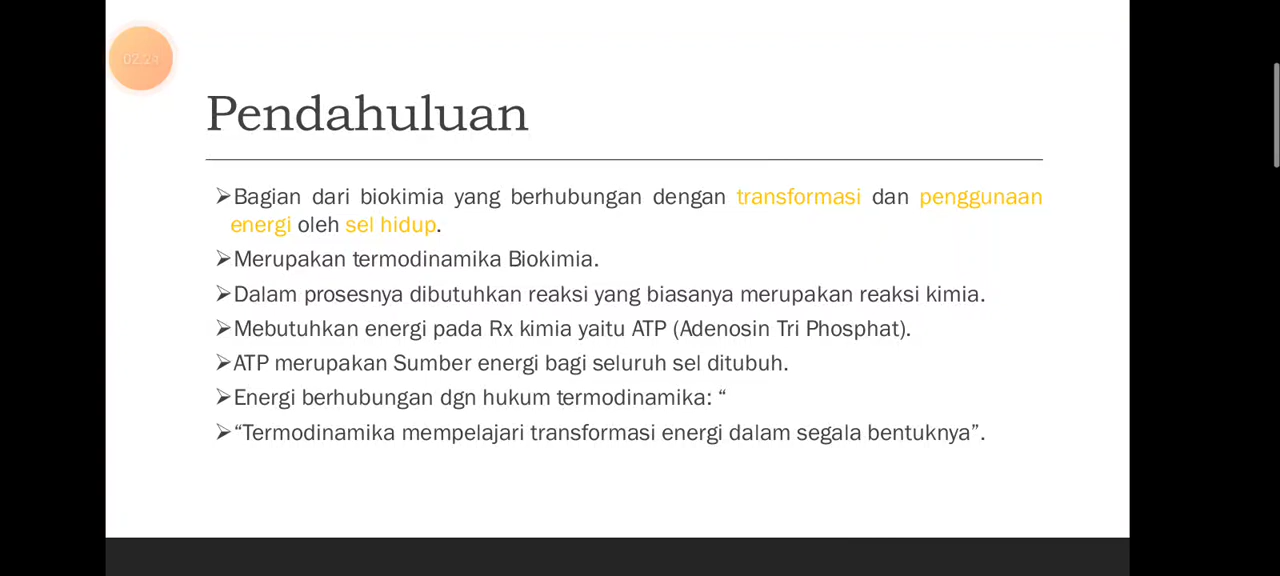 02:24
Pendahuluan
➢Bagian dari biokimia yang berhubungan dengan transformasi dan penggunaan
energi oleh sel hidup.
➢Merupakan termodinamika Biokimia.
➢Dalam prosesnya dibutuhkan reaksi yang biasanya merupakan reaksi kimia.
➢Mebutuhkan energi pada Rx kimia yaitu ATP (Adenosin Tri Phosphat).
➢ATP merupakan Sumber energi bagi seluruh sel ditubuh.
➢Energi berhubungan dgn hukum termodinamika: “
➢“Termodinamika mempelajari transformasi energi dalam segala bentuknya”.